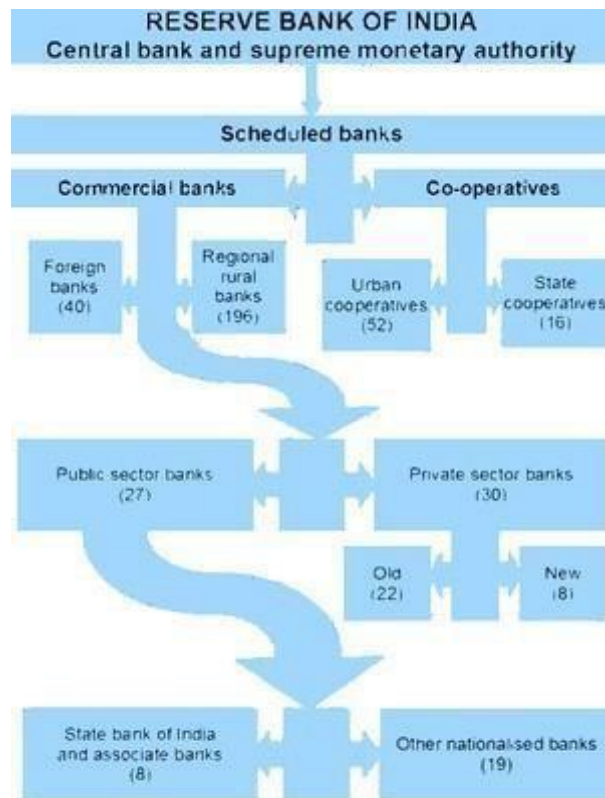 RESERVE BANK OF INDIA
Central bank and supreme monetary authority
Scheduled banks
Commercial banks
Co-operatives
Foreign
banks
(40)
Regional
rural
banks
(196)
Urban
cooperatives
(52)
State
cooperatives
(16)
Public sector banks
(27)
Private sector banks
(30)
Old
(22)
New
(8)
State bank of India
and associate banks
(8)
Other nationalised banks
(19)